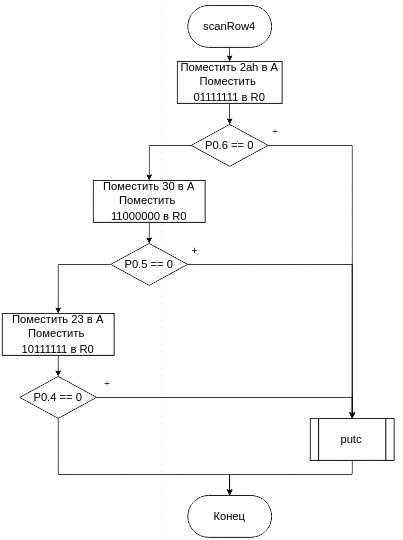 scanRow4
Поместить 2ah в А
Поместить
01111111 в R0
P0.6 == 0
+
Поместить 30 в А
Поместить
11000000 в R0
P0.5 == 0
+
Поместить 23 в А
Поместить
10111111 в R0
P0.4 == 0
+
putc
Конец